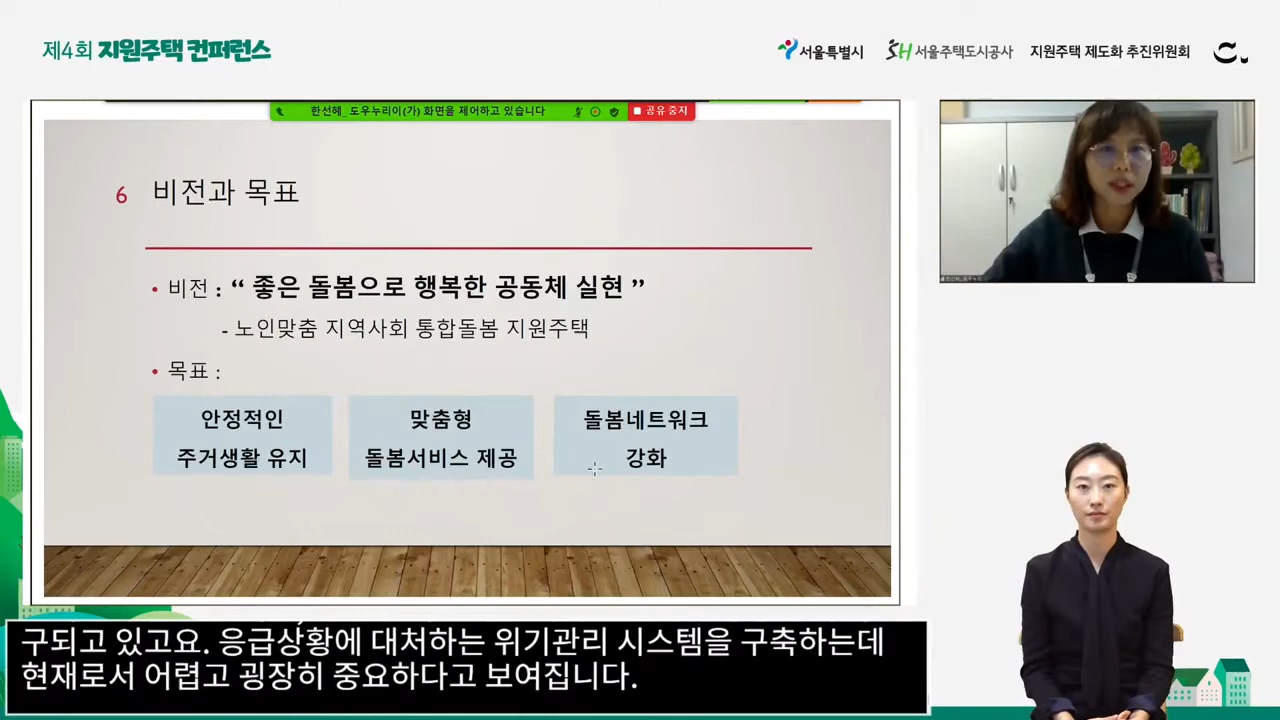 제4회 지원주택 컨퍼런스
서울특별시
SH 서울주택도시공사
지원주택 제도화 추진위원회
한선혜_ 도우누리이(가) 화면을 제어하고 있습니다
공유 중지
6 비전과 목표
• 비전 : “ 좋은 돌봄으로 행복한 공동체 실현 ”
- 노인맞춤 지역사회 통합돌봄 지원주택
• 목표 :
안정적인
주거생활 유지
맞춤형
돌봄서비스 제공
돌봄네트워크
강화
구되고 있고요. 응급상황에 대처하는 위기관리 시스템을 구축하는데
현재로서 어렵고 굉장히 중요하다고 보여집니다.